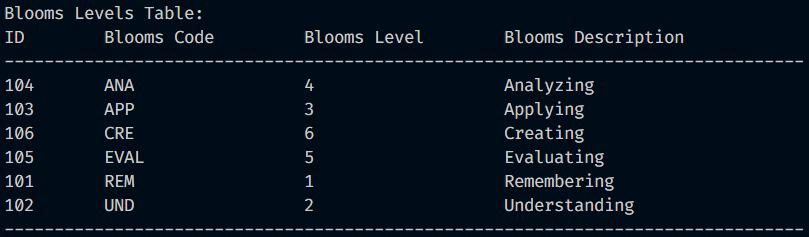 Blooms Levels Table:
ID        Blooms Code         Blooms Level        Blooms Description
--------------------------------------------------------------------------------
104       ANA                 4                   Analyzing
103       APP                 3                   Applying
106       CRE                 6                   Creating
105       EVAL                5                   Evaluating
101       REM                 1                   Remembering
102       UND                 2                   Understanding
--------------------------------------------------------------------------------